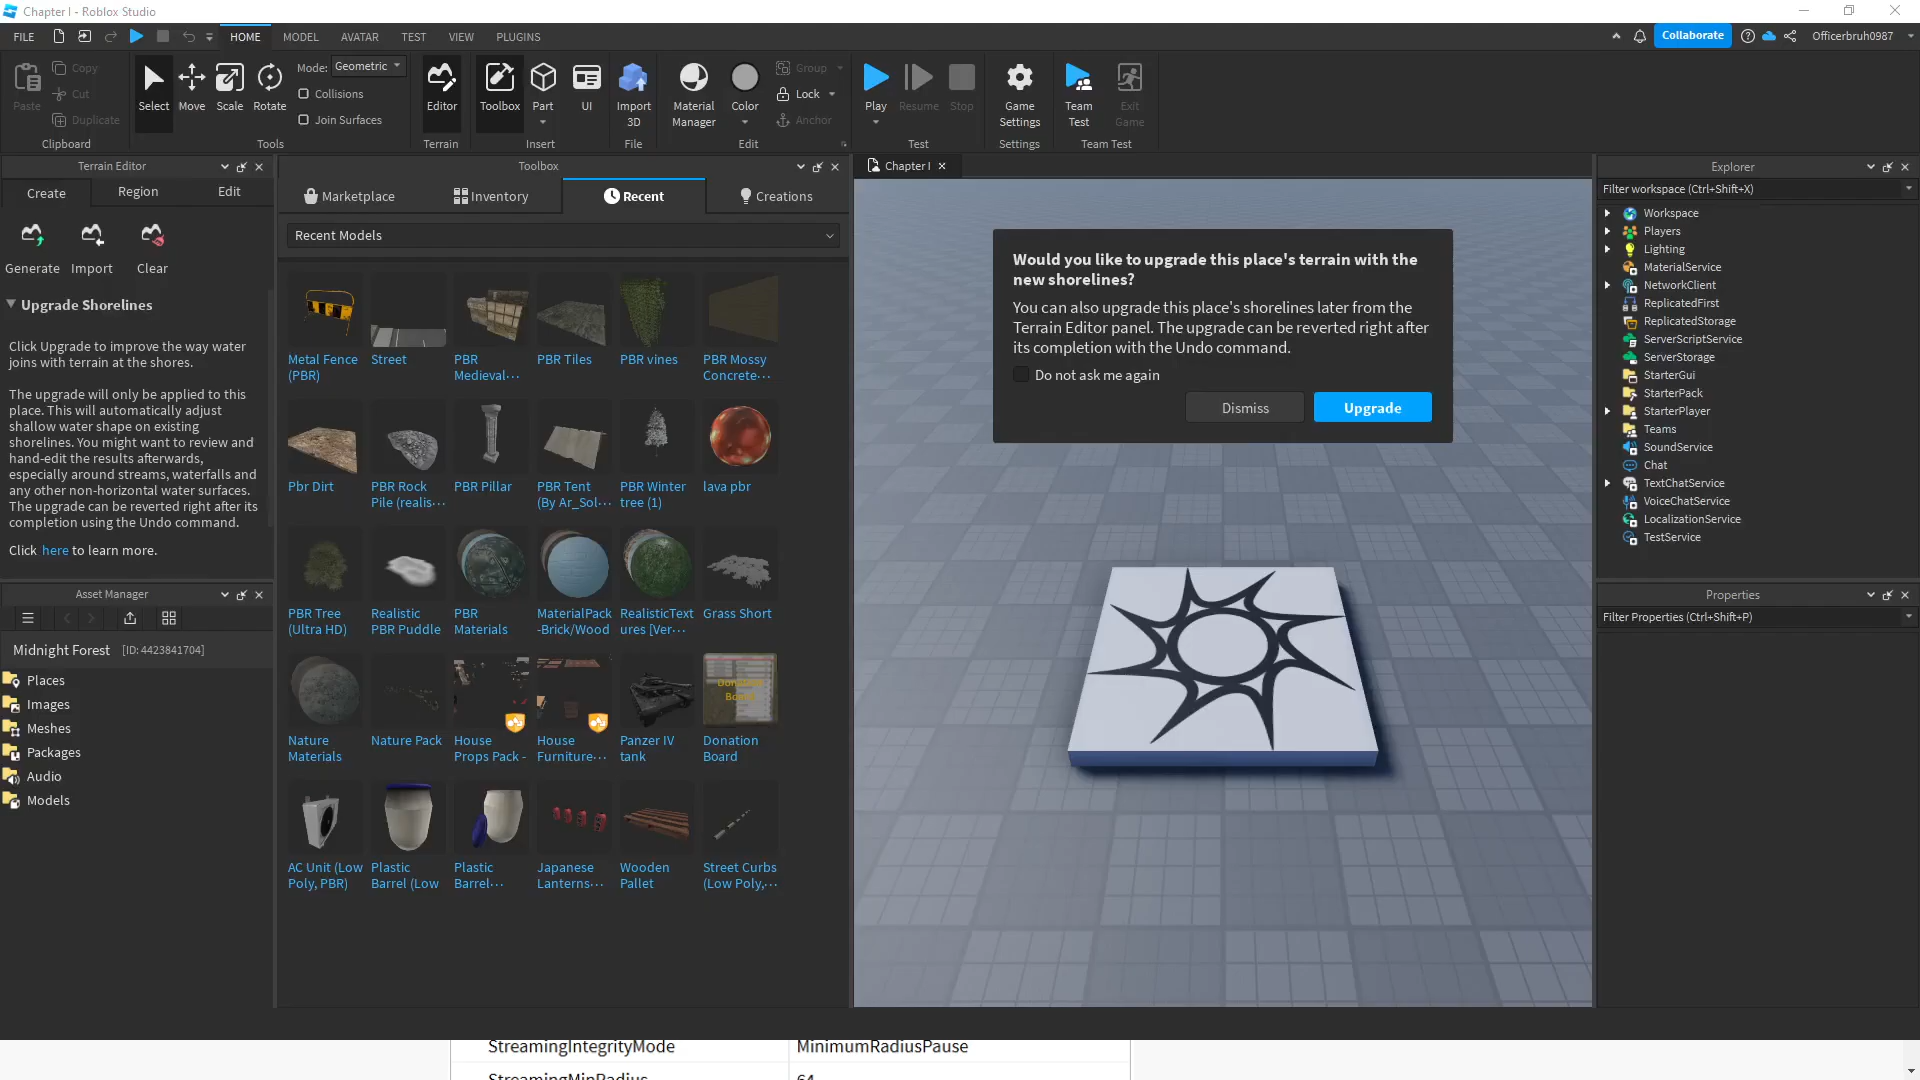 Chapter I - Roblox Studio
FILE
HOME
MODEL
AVATAR
TEST
VIEW
PLUGINS
Collaborate
Officerbruh0987
Paste
Copy
Cut
Duplicate
Clipboard
Select
Move
Scale
Rotate
Mode:
Geometric
Collisions
Join Surfaces
Tools
Editor
Terrain
Toolbox
Part
UI
Insert
Import
3D
File
Material
Manager
Color
Group
Lock
Anchor
Edit
Play
Resume
Stop
Test
Game
Settings
Settings
Team
Test
Exit
Game
Team Test
Terrain Editor
Create
Region
Edit
Generate
Import
Clear
Upgrade Shorelines
Click Upgrade to improve the way water
joins with terrain at the shores.
The upgrade will only be applied to this
place. This will automatically adjust
shallow water shape on existing
shorelines. You might want to review and
hand-edit the results afterwards,
especially around streams, waterfalls and
any other non-horizontal water surfaces.
The upgrade can be reverted right after its
completion using the Undo command.
Click here to learn more.
Asset Manager
Midnight Forest [ID: 4423841704]
Places
Images
Meshes
Packages
Audio
Models
Toolbox
Marketplace
Inventory
Recent
Creations
Recent Models
Metal Fence
(PBR)
Street
PBR
Medieval...
PBR Tiles
PBR vines
PBR Mossy
Concrete...
Pbr Dirt
PBR Rock
Pile (realis...
PBR Pillar
PBR Tent
(By Ar_Sol...
PBR Winter
tree (1)
lava pbr
PBR Tree
(Ultra HD)
Realistic
PBR Puddle
PBR
Materials
MaterialPack
-Brick/Wood
RealisticText
ures [Ver...
Grass Short
Donation
Board
Nature
Materials
Nature Pack
House
Props Pack -
House
Furniture...
Panzer IV
tank
Donation
Board
AC Unit (Low
Poly, PBR)
Plastic
Barrel (Low
Plastic
Barrel...
Japanese
Lanterns...
Wooden
Pallet
Street Curbs
(Low Poly,...
Chapter I
Would you like to upgrade this place's terrain with the
new shorelines?
You can also upgrade this place's shorelines later from the
Terrain Editor panel. The upgrade can be reverted right after
its completion with the Undo command.
Do not ask me again
Dismiss
Upgrade
Explorer
Filter workspace (Ctrl+Shift+X)
Workspace
Players
Lighting
MaterialService
NetworkClient
ReplicatedFirst
ReplicatedStorage
ServerScriptService
ServerStorage
StarterGui
StarterPack
StarterPlayer
Teams
SoundService
Chat
TextChatService
VoiceChatService
LocalizationService
TestService
Properties
Filter Properties (Ctrl+Shift+P)
StreamingIntegrityMode
MinimumRadiusPause
StreamingMinRadius
64